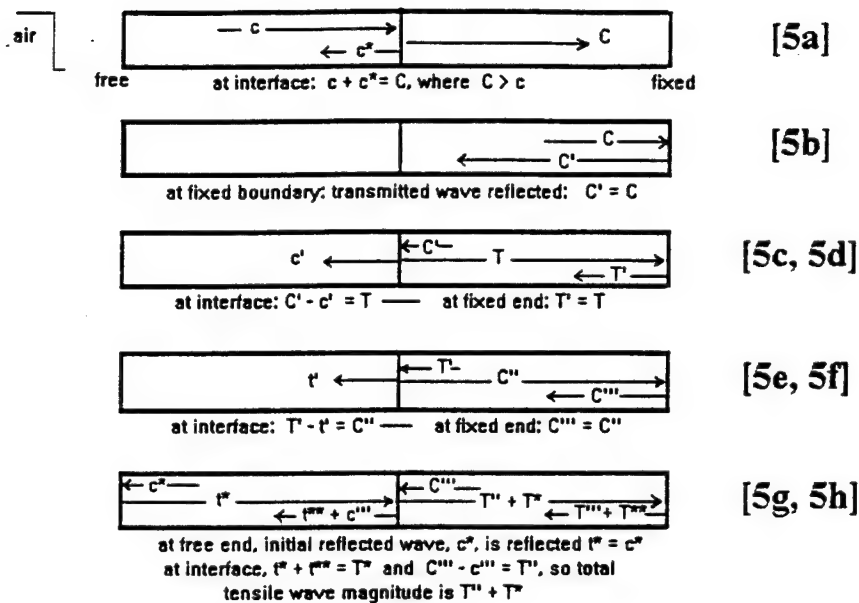 air
c
c*
C
[5a]
free
at interface: c + c* = C, where C > c
fixed
C
C'
[5b]
at fixed boundary: transmitted wave reflected: C' = C
c'
C'
T
T'
[5c, 5d]
at interface: C' - c' = T — at fixed end: T' = T
t'
T'
C''
C'''
[5e, 5f]
at interface: T' - t' = C'' — at fixed end: C''' = C''
c*
t*
t** + c'''
C'''
T'' + T*
T''' + T**
[5g, 5h]
at free end, initial reflected wave, c*, is reflected t* = c*
at interface, t* + t** = T* and C''' - c''' = T'', so total
tensile wave magnitude is T'' + T*